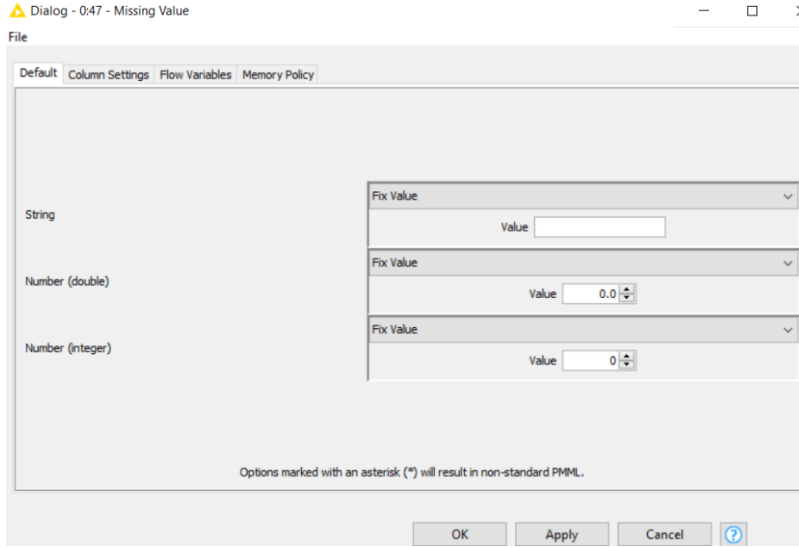 Dialog - 0:47 - Missing Value
File
Default Column Settings Flow Variables Memory Policy
Fix Value
String
Value
Fix Value
Number (double)
Value 0.0
Fix Value
Number (integer)
Value 0
Options marked with an asterisk (*) will result in non-standard PMML.
OK Apply Cancel ?